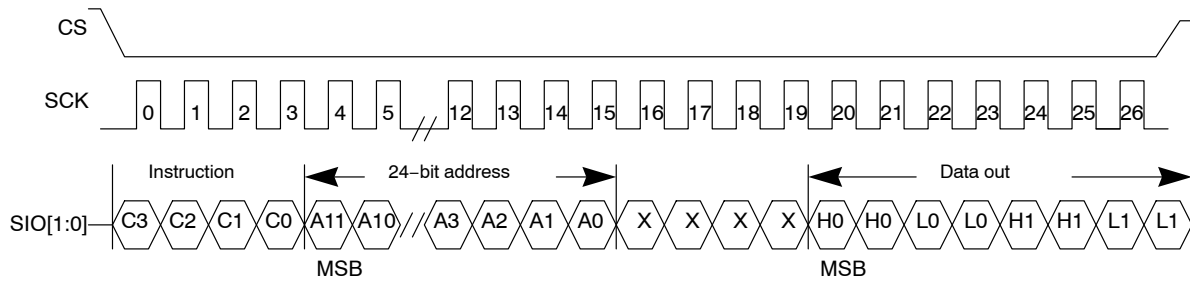 CS
SCK
0 1 2 3 4 5 12 13 14 15 16 17 18 19 20 21 22 23 24 25 26
Instruction 24−bit address Data out
SIO[1:0] C3 C2 C1 C0 A11 A10 A3 A2 A1 A0 X X X X H0 H0 L0 L0 H1 H1 L1 L1
MSB MSB